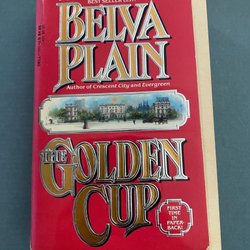 BELVA
PLAIN
Author of Crescent City and Evergreen
THE
GOLDEN
CUP
FIRST
TIME IN
PAPER-
BACK!